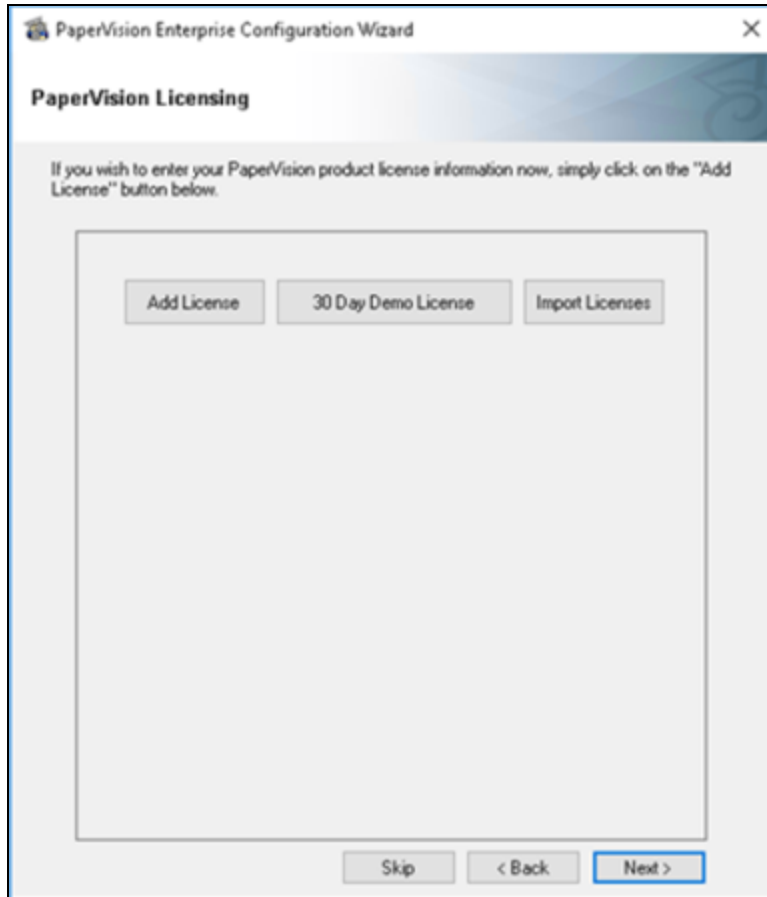 PaperVision Enterprise Configuration Wizard
PaperVision Licensing
If you wish to enter your PaperVision product license information now, simply click on the "Add
License" button below.
Add License
30 Day Demo License
Import Licenses
Skip
< Back
Next >